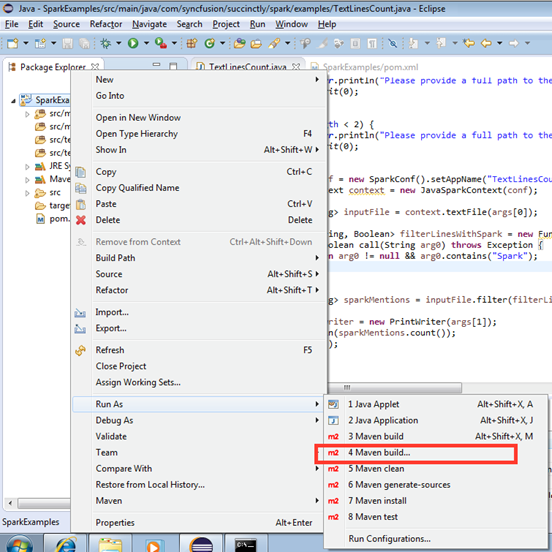 Java - SparkExamples/src/main/java/com/syncfusion/succinctly/spark/examples/TextLinesCount.java - Eclipse
File Edit Source Refactor Navigate Search Project Run Window Help
Package Explorer
TextLinesCount.java
SparkExamples/pom.xml
SparkExa
src/m
src/m
src/te
src/te
JRE Sy
Mave
src
target
pom.
r.println("Please provide a full path to the
it(0);
th < 2) {
r.println("Please provide a full path to the
it(0);
f = new SparkConf().setAppName("TextLinesCou
ext context = new JavaSparkContext(conf);
g> inputFile = context.textFile(args[0]);
ing, Boolean> filterLinesWithSpark = new Fun
olean call(String arg0) throws Exception {
n arg0 != null && arg0.contains("Spark");
g> sparkMentions = inputFile.filter(filterLi
riter = new PrintWriter(args[1]);
n(sparkMentions.count());
);
New
Go Into
Open in New Window
Open Type Hierarchy F4
Show In Alt+Shift+W
Copy Ctrl+C
Copy Qualified Name
Paste Ctrl+V
Delete Delete
Remove from Context Ctrl+Alt+Shift+Down
Build Path
Source Alt+Shift+S
Refactor Alt+Shift+T
Import...
Export...
Refresh F5
Close Project
Assign Working Sets...
Run As
Debug As
Validate
Team
Compare With
Restore from Local History...
Maven
Properties Alt+Enter
1 Java Applet Alt+Shift+X, A
2 Java Application Alt+Shift+X, J
m2 3 Maven build Alt+Shift+X, M
m2 4 Maven build...
m2 5 Maven clean
m2 6 Maven generate-sources
m2 7 Maven install
m2 8 Maven test
Run Configurations...
SparkExamples